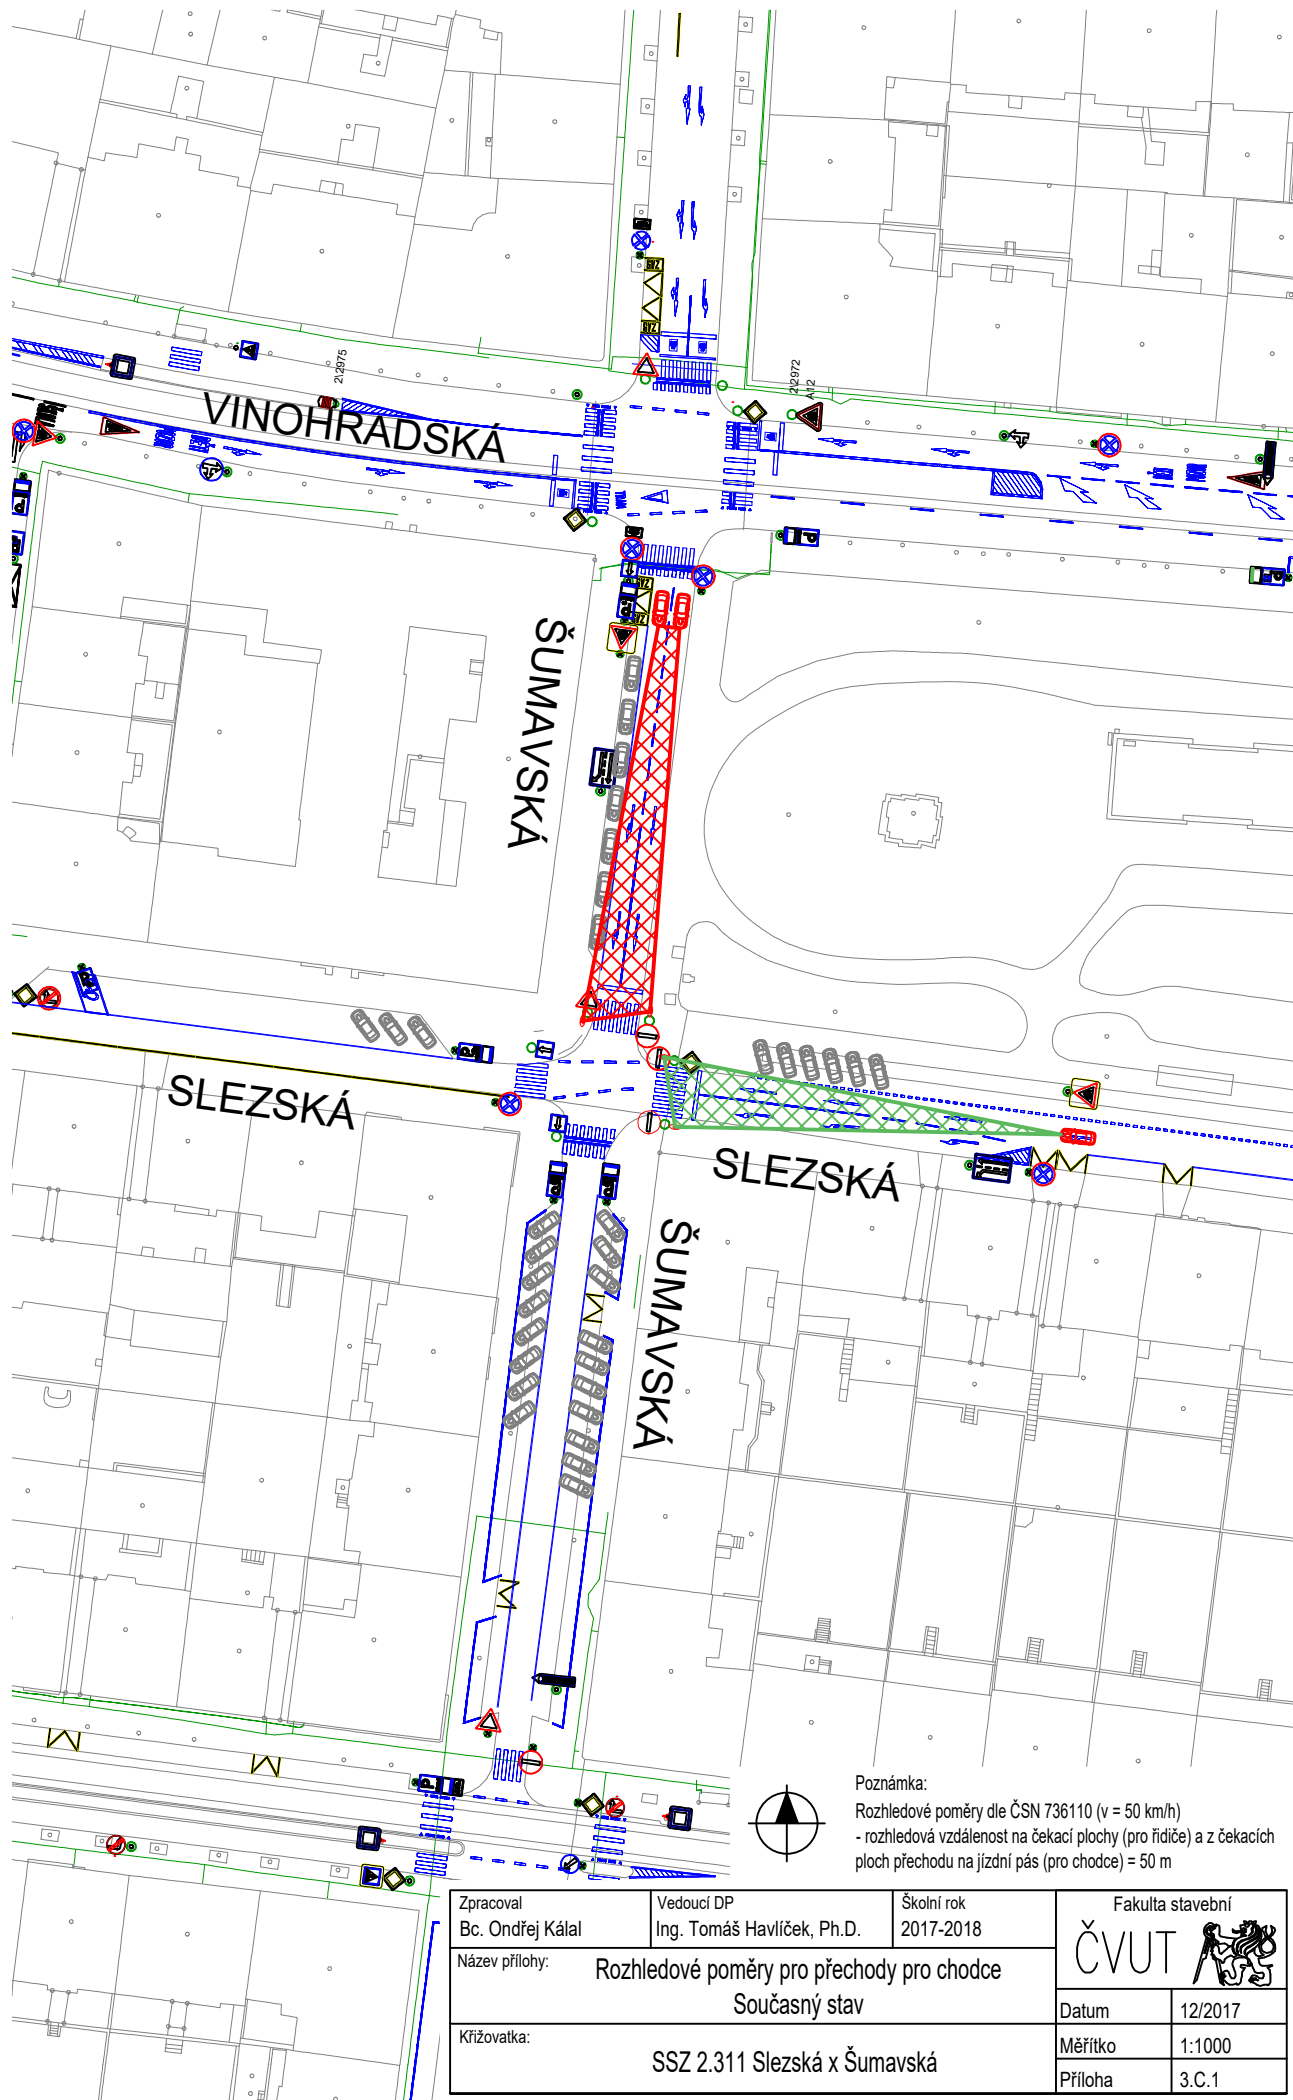 2\2975
2\2972
A12
VINOHRADSKÁ
ŠUMAVSKÁ
SLEZSKÁ
SLEZSKÁ
ŠUMAVSKÁ
Poznámka:
Rozhledové poměry dle ČSN 736110 (v = 50 km/h)
- rozhledová vzdálenost na čekací plochy (pro řidiče) a z čekacích
ploch přechodu na jízdní pás (pro chodce) = 50 m
Zpracoval
Bc. Ondřej Kálal
Vedoucí DP
Ing. Tomáš Havlíček, Ph.D.
Školní rok
2017-2018
Fakulta stavební
ČVUT
Název přílohy:
Rozhledové poměry pro přechody pro chodce
Současný stav
Datum
12/2017
Křižovatka:
SSZ 2.311 Slezská x Šumavská
Měřítko
1:1000
Příloha
3.C.1